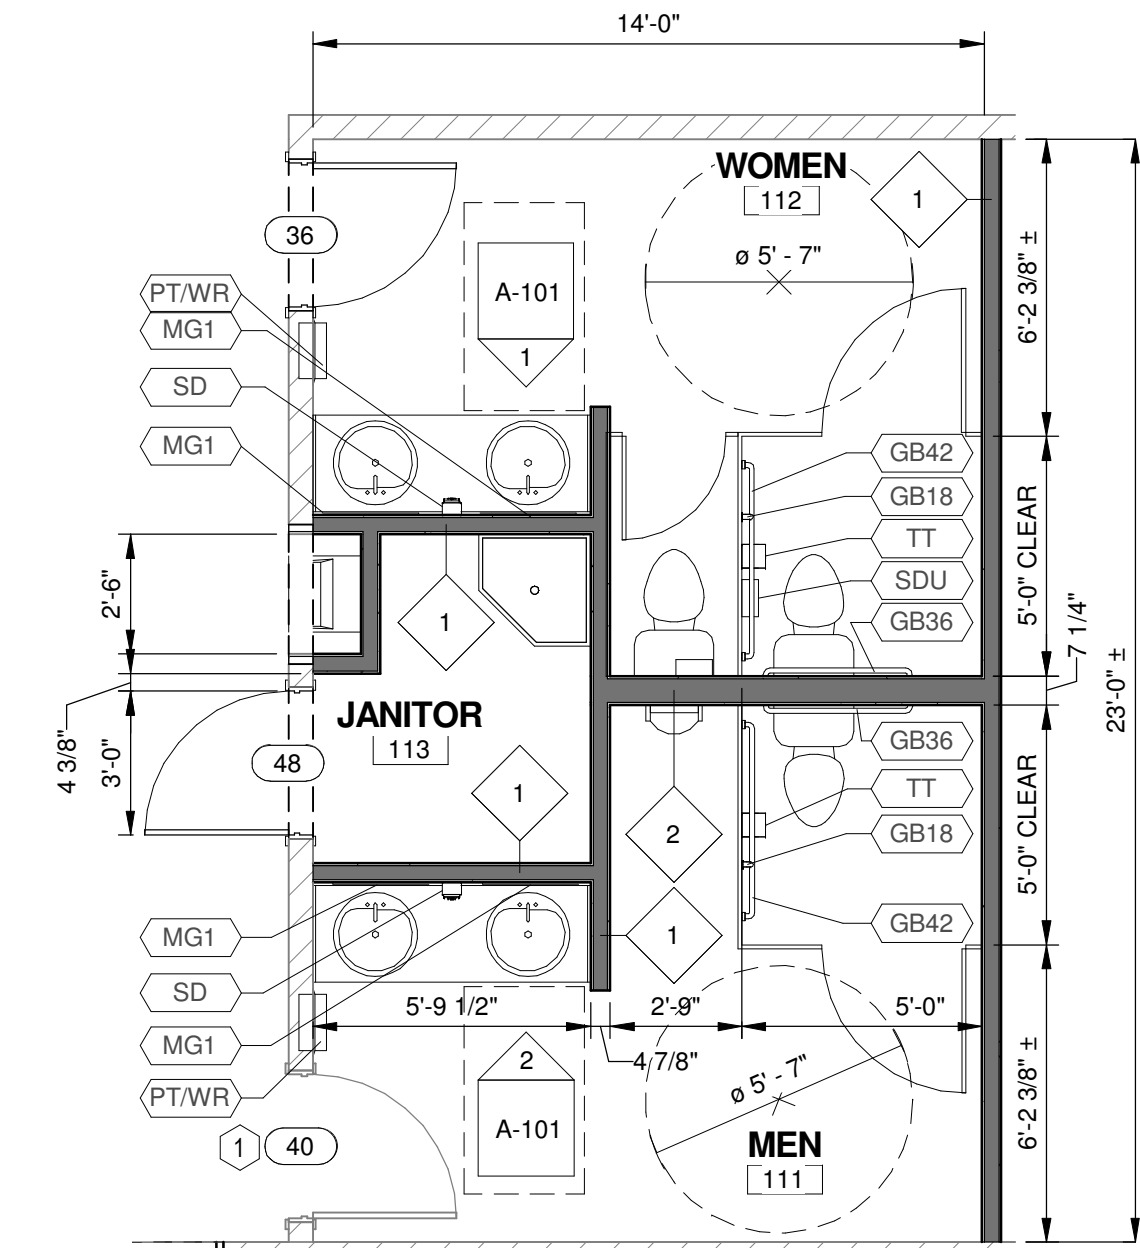 14'-0"
WOMEN
112
1
36
ø 5' - 7"
6'-2 3/8" ±
A-101
1
PT/WR
MG1
SD
MG1
GB42
GB18
TT
SDU
GB36
5'-0" CLEAR
2'-6"
1
7 1/4"
23'-0" ±
JANITOR
113
4 3/8"
3'-0"
48
1
GB36
TT
GB18
GB42
2
5'-0" CLEAR
1
MG1
SD
MG1
PT/WR
5'-9 1/2"
2'-9"
5'-0"
4 7/8"
2
A-101
ø 5' - 7"
6'-2 3/8" ±
1
40
MEN
111